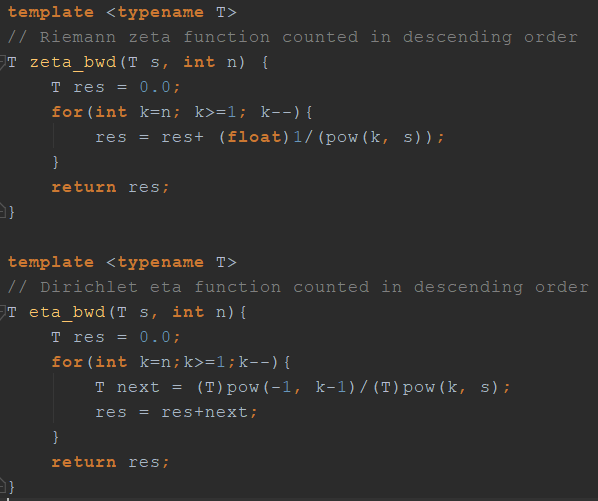 template <typename T>
// Riemann zeta function counted in descending order
T zeta_bwd(T s, int n) {
    T res = 0.0;
    for(int k=n; k>=1; k--){
        res = res+ (float)1/(pow(k, s));
    }
    return res;
}

template <typename T>
// Dirichlet eta function counted in descending order
T eta_bwd(T s, int n){
    T res = 0.0;
    for(int k=n;k>=1;k--){
        T next = (T)pow(-1, k-1)/(T)pow(k, s);
        res = res+next;
    }
    return res;
}